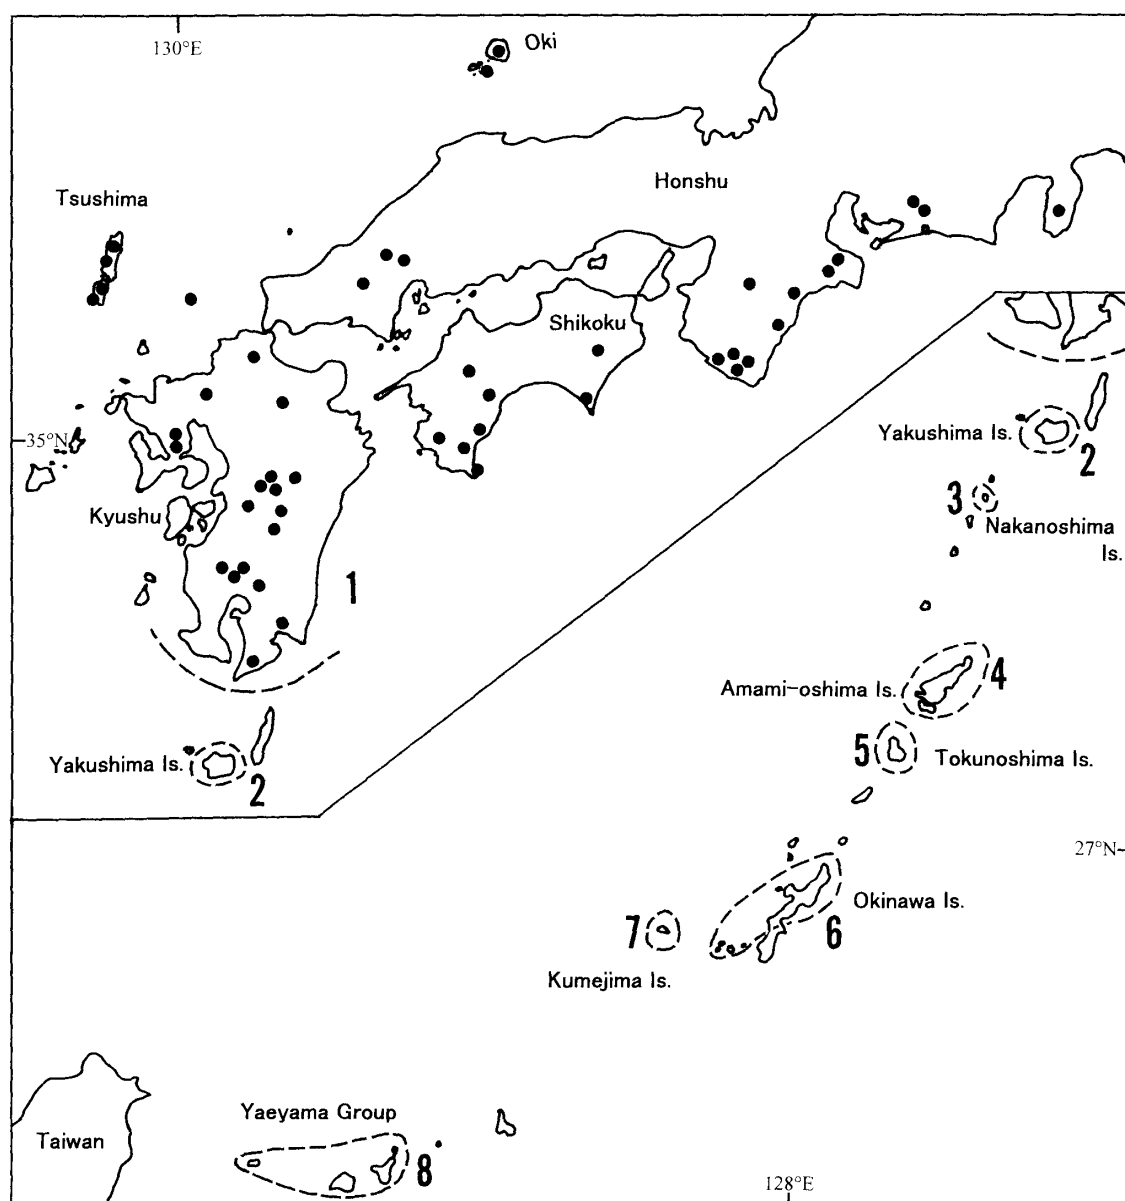 130°E
Oki
Honshu
Tsushima
Shikoku
35°N
Yakushima Is.
2
3
Nakanoshima
Is.
Kyushu
1
4
Amami-oshima Is.
5
Tokunoshima Is.
Yakushima Is.
2
27°N
Okinawa Is.
7
6
Kumejima Is.
Yaeyama Group
Taiwan
8
128°E